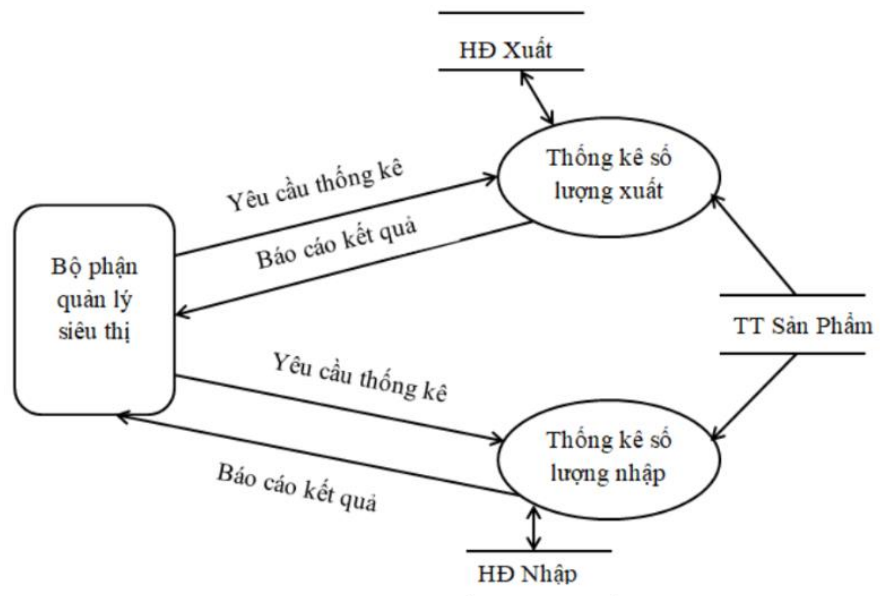 HĐ Xuất
Thống kê số
lượng xuất
Yêu cầu thống kê
Báo cáo kết quả
Bộ phận
quản lý
siêu thị
TT Sản Phẩm
Yêu cầu thống kê
Thống kê số
lượng nhập
Báo cáo kết quả
HĐ Nhập